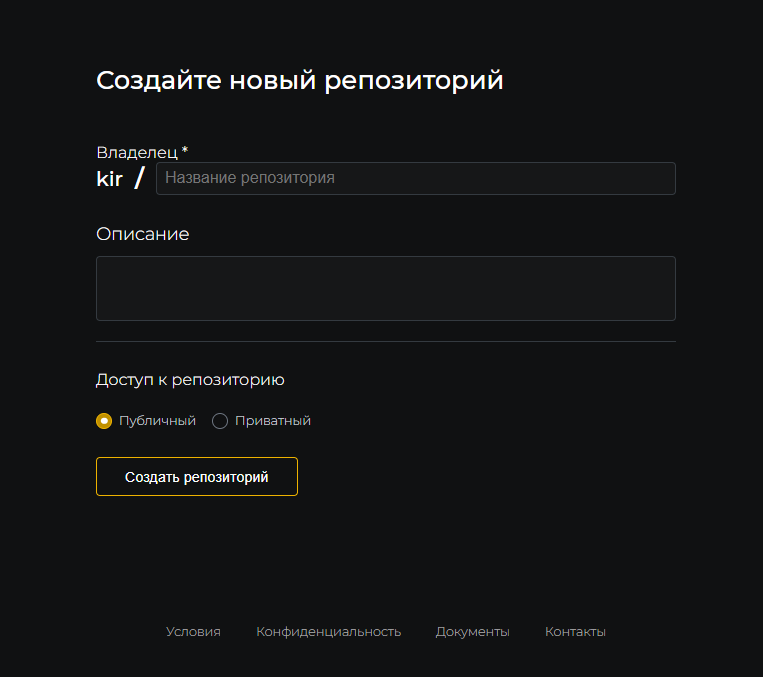 Создайте новый репозиторий
Владелец *
kir / Название репозитория
Описание
Доступ к репозиторию
Публичный Приватный
Создать репозиторий
Условия Конфиденциальность Документы Контакты